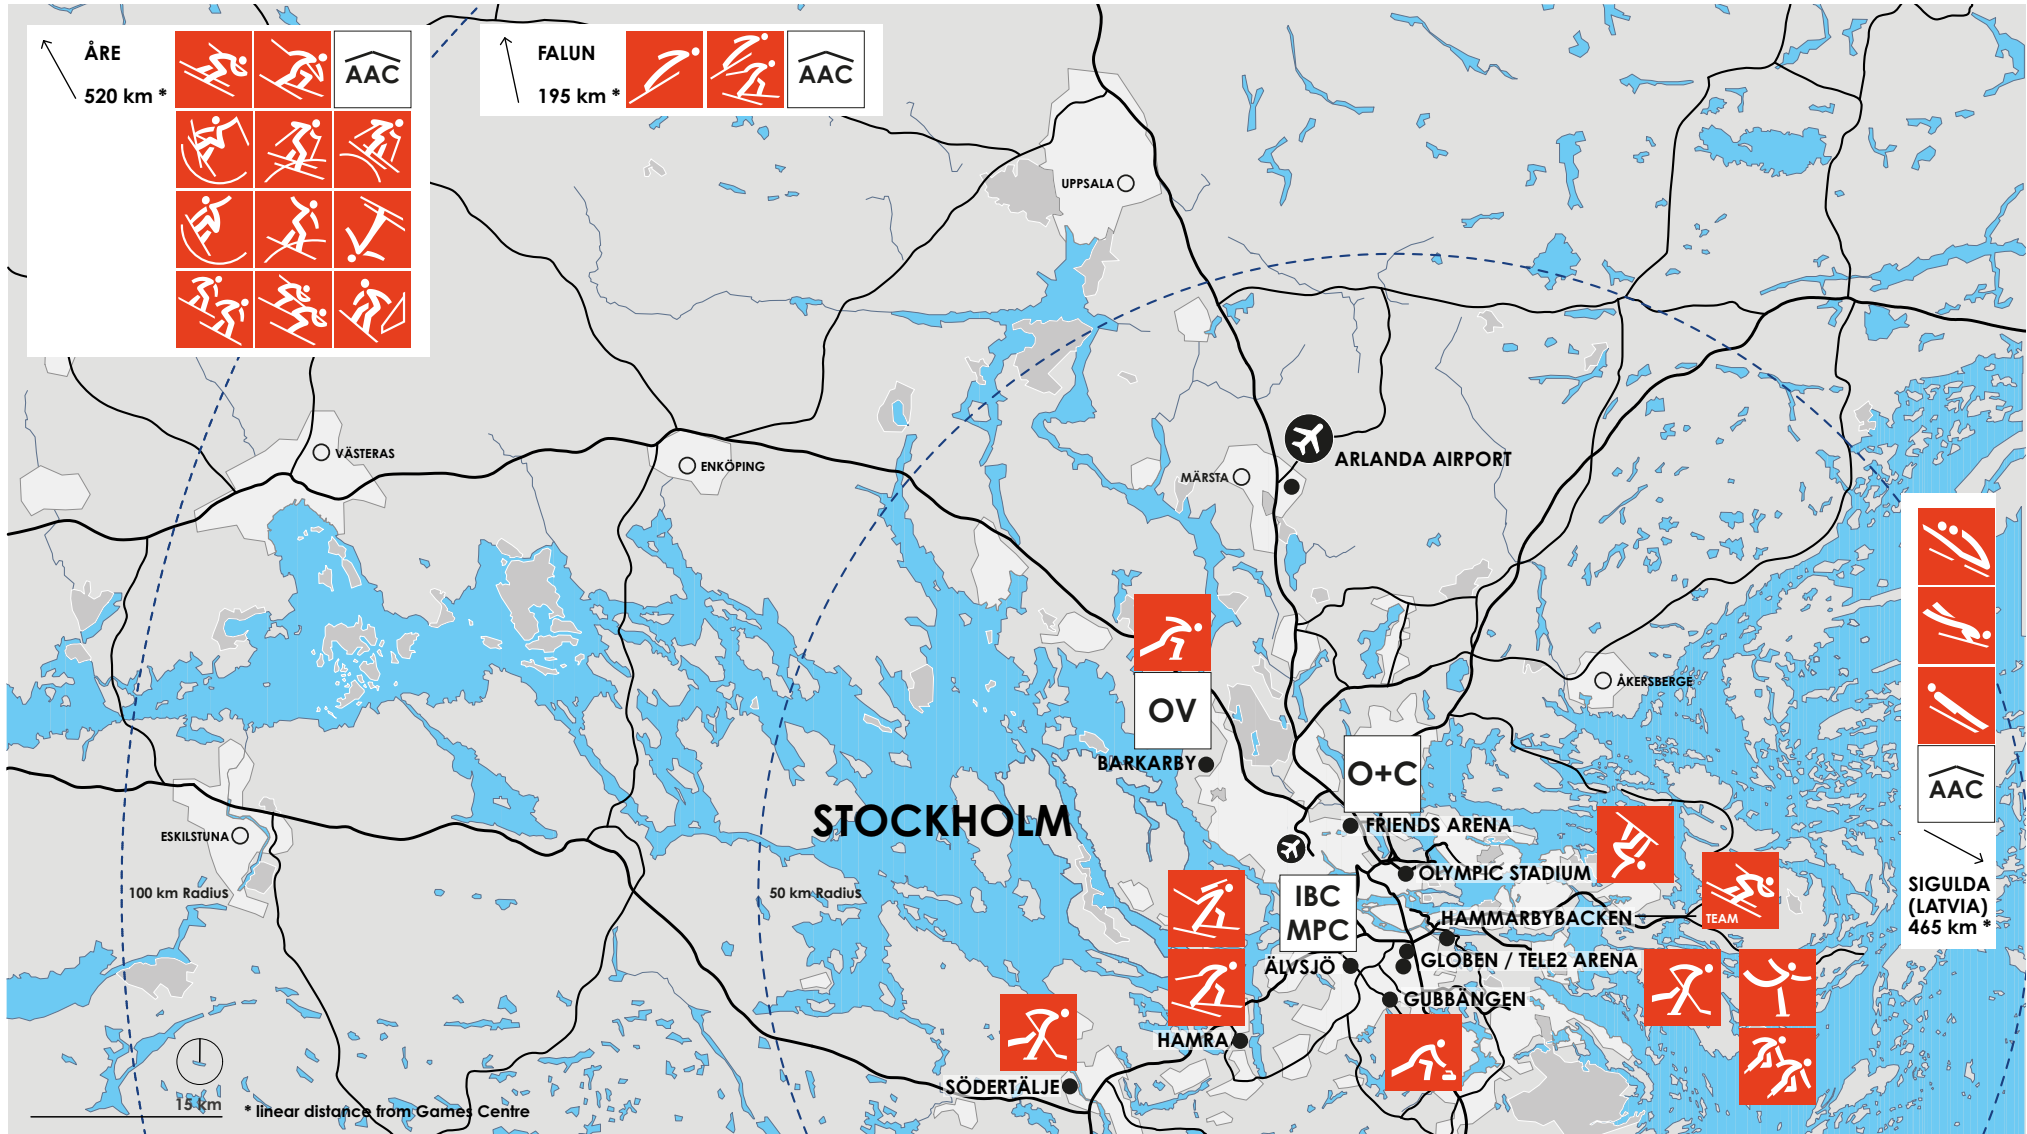 ÅRE
520 km *
AAC
FALUN
195 km *
AAC
UPPSALA
VÄSTERAS
ENKÖPING
MÄRSTA
ARLANDA AIRPORT
ÅKERSBERGE
OV
BARKARBY
O+C
STOCKHOLM
FRIENDS ARENA
ESKILSTUNA
OLYMPIC STADIUM
100 km Radius
50 km Radius
IBC
MPC
HAMMARBYBACKEN
TEAM
ÄLVSJÖ
GLOBEN / TELE2 ARENA
GUBBÄNGEN
HAMRA
SÖDERTÄLJE
AAC
SIGULDA
(LATVIA)
465 km *
15 km
* linear distance from Games Centre